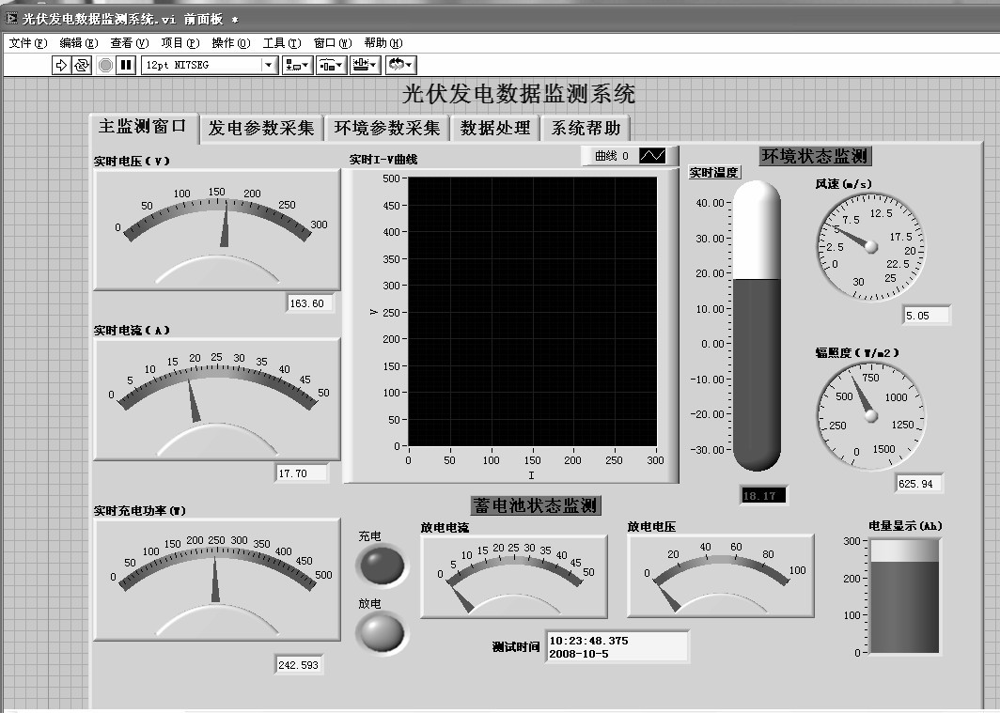 光伏发电数据监测系统.vi 前面板 *
文件(F) 编辑(E) 查看(V) 项目(P) 操作(O) 工具(T) 窗口(W) 帮助(H)
12pt NI7SEG
光伏发电数据监测系统
主监测窗口 发电参数采集 环境参数采集 数据处理 系统帮助
实时电压(V)
0 50 100 150 200 250 300
163.60
实时电流(A)
0 5 10 15 20 25 30 35 40 45 50
17.70
实时充电功率(W)
0 50 100 150 200 250 300 350 400 450 500
242.593
实时I-V曲线
曲线 0
500
450
400
350
300
250
200
150
100
50
0
V
0 50 100 150 200 250 300
I
环境状态监测
实时温度
40.00
30.00
20.00
10.00
0.00
-10.00
-20.00
-30.00
18.17
风速(m/s)
0 2.5 5 7.5 12.5 17.5 20 22.5 25 30
5.05
辐照度(W/m2)
0 250 500 750 1000 1250 1500
625.94
蓄电池状态监测
充电
放电
放电电流
0 5 10 15 20 25 30 35 40 45 50
放电电压
0 20 40 60 80 100
电量显示(Ah)
300
200
100
0
测试时间
10:23:48.375
2008-10-5